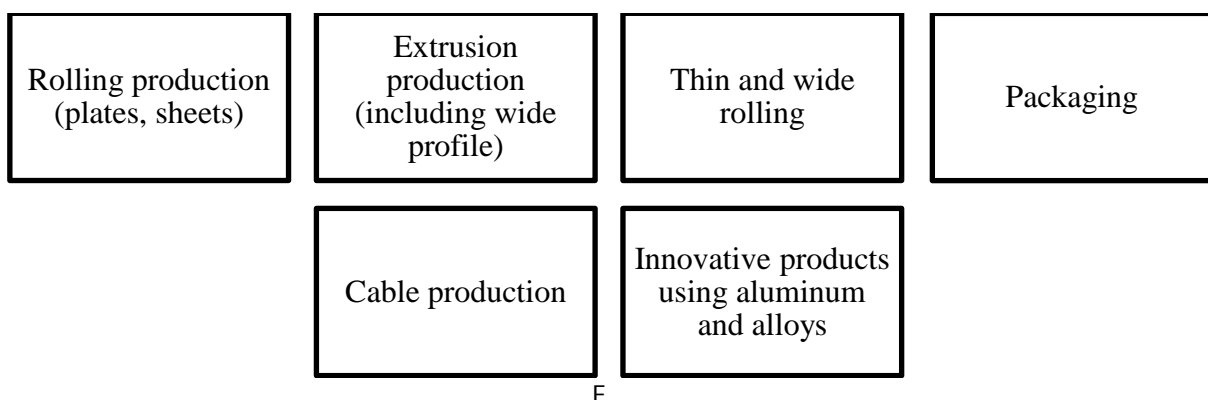 Rolling production
(plates, sheets)
Extrusion
production
(including wide
profile)
Thin and wide
rolling
Packaging
Cable production
Innovative products
using aluminum
and alloys